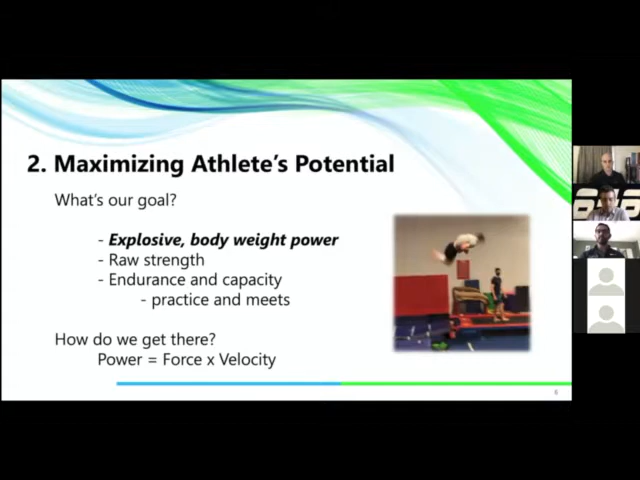 2. Maximizing Athlete's Potential
What's our goal?
- Explosive, body weight power
- Raw strength
- Endurance and capacity
- practice and meets
How do we get there?
Power = Force x Velocity